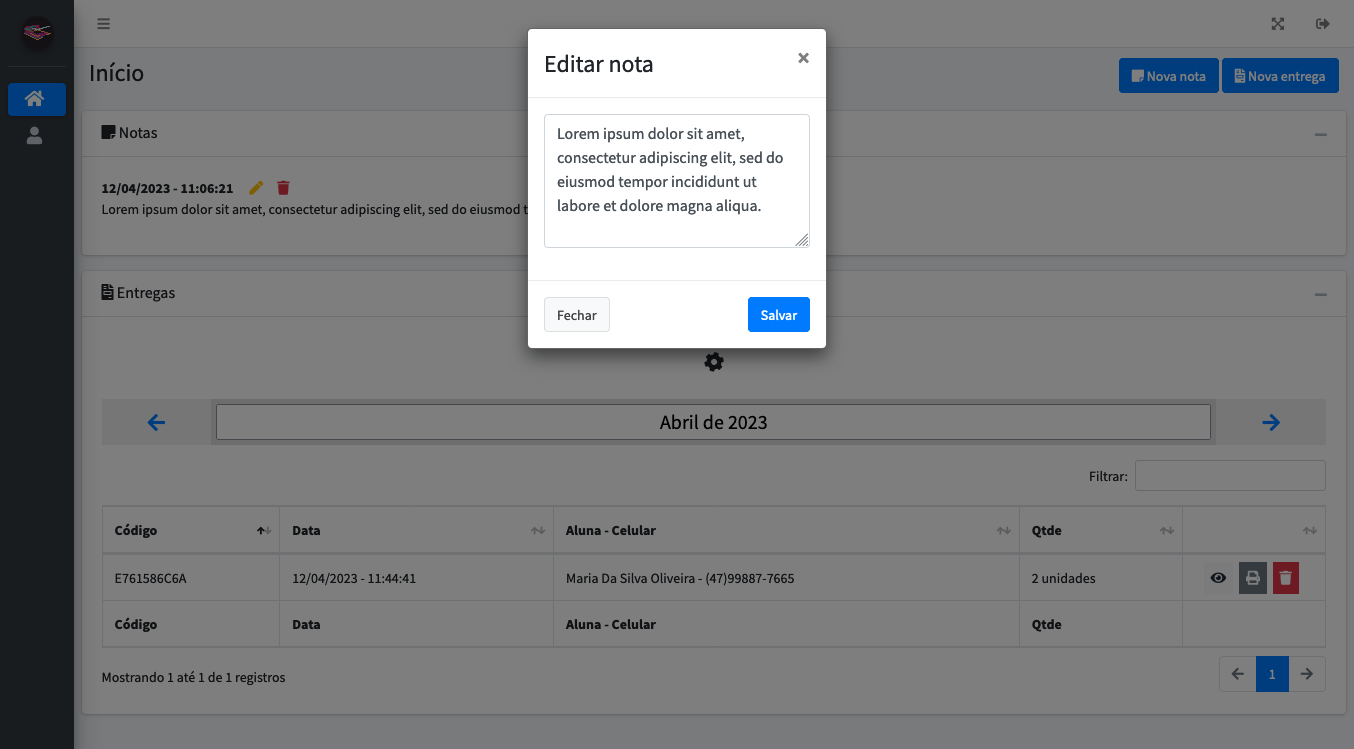 Início
Nova nota
Nova entrega
Notas
12/04/2023 - 11:06:21
Lorem ipsum dolor sit amet, consectetur adipiscing elit, sed do eiusmod t
Editar nota
×
Lorem ipsum dolor sit amet,
consectetur adipiscing elit, sed do
eiusmod tempor incididunt ut
labore et dolore magna aliqua.
Fechar
Salvar
Entregas
Abril de 2023
Filtrar:
Código Data Aluna - Celular Qtde
E761586C6A 12/04/2023 - 11:44:41 Maria Da Silva Oliveira - (47)99887-7665 2 unidades
Código Data Aluna - Celular Qtde
Mostrando 1 até 1 de 1 registros
1